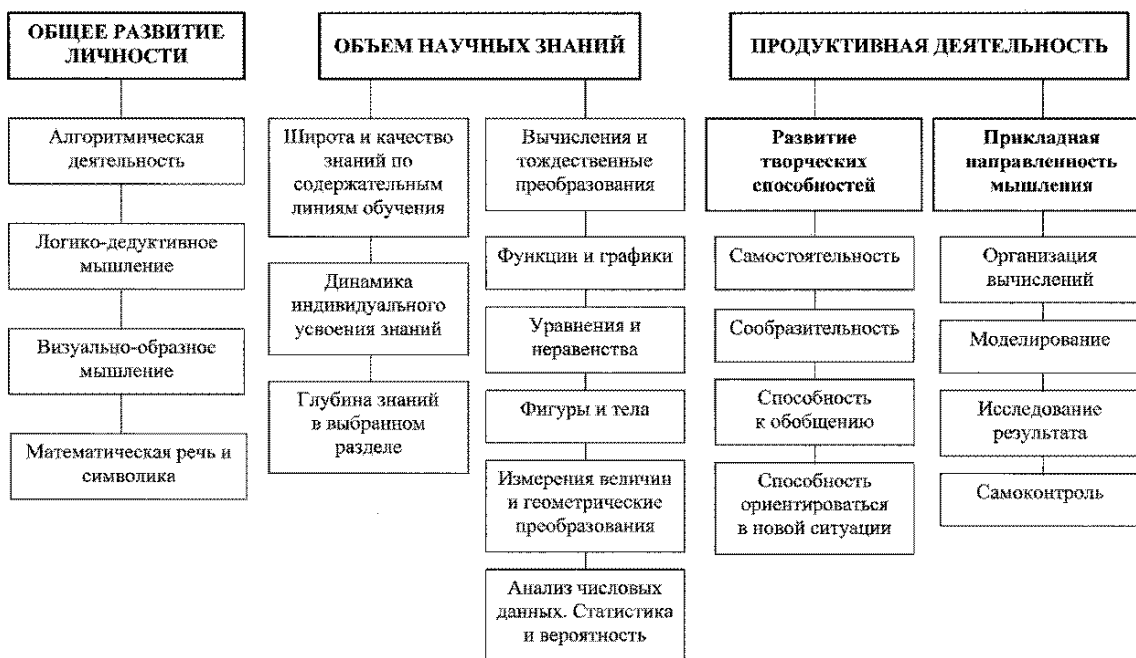 ОБЩЕЕ РАЗВИТИЕ
ЛИЧНОСТИ
Алгоритмическая
деятельность
Логико-дедуктивное
мышление
Визуально-образное
мышление
Математическая речь и
символика
ОБЪЕМ НАУЧНЫХ ЗНАНИЙ
Широта и качество
знаний по
содержательным
линиям обучения
Динамика
индивидуального
усвоения знаний
Глубина знаний
в выбранном
разделе
Вычисления и
тождественные
преобразования
Функции и графики
Уравнения и
неравенства
Фигуры и тела
Измерения величин
и геометрические
преобразования
Анализ числовых
данных. Статистика
и вероятность
ПРОДУКТИВНАЯ ДЕЯТЕЛЬНОСТЬ
Развитие
творческих
способностей
Самостоятельность
Сообразительность
Способность
к обобщению
Способность
ориентироваться
в новой ситуации
Прикладная
направленность
мышления
Организация
вычислений
Моделирование
Исследование
результата
Самоконтроль